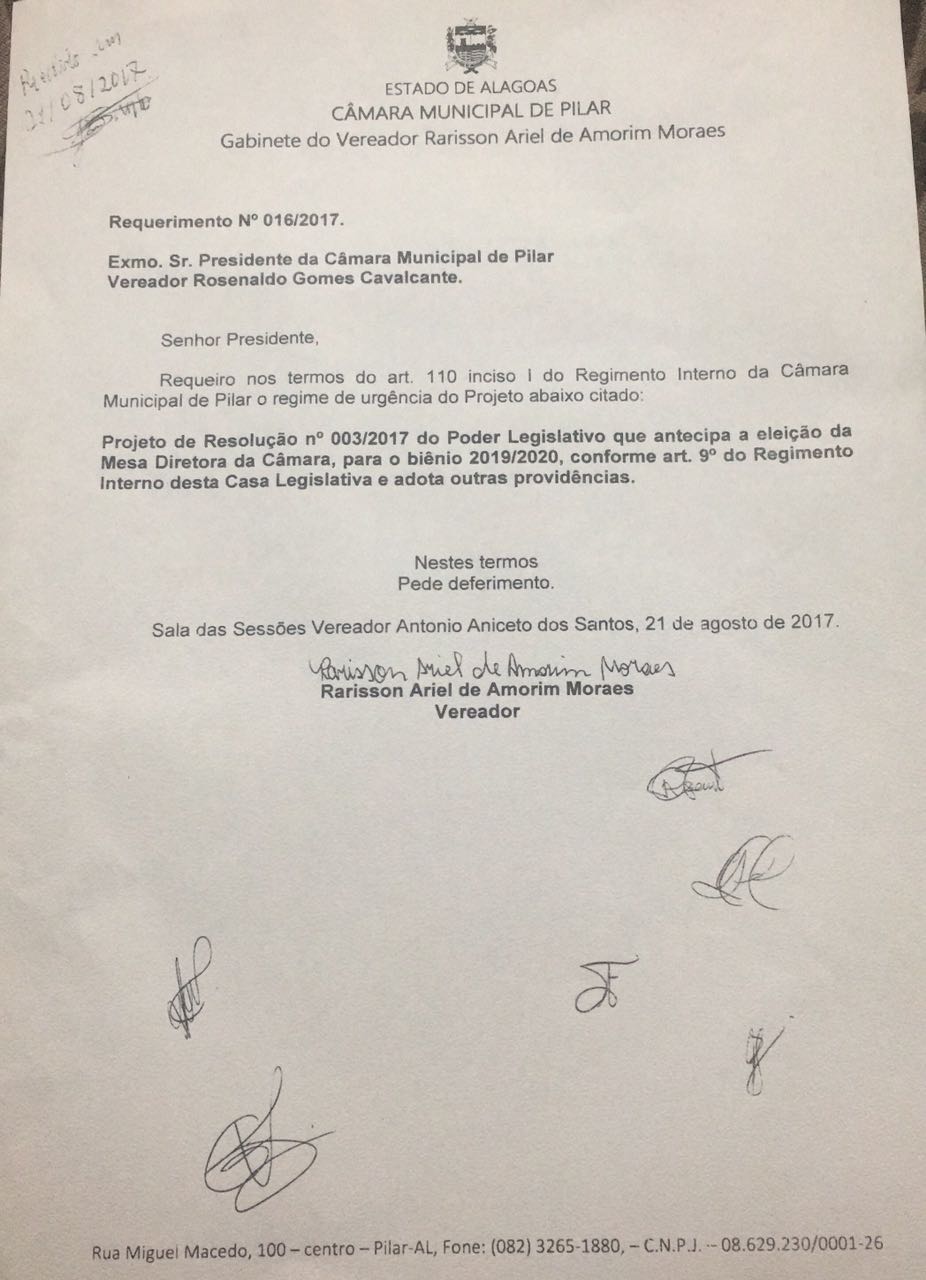 Recebido em
21/08/2017
ESTADO DE ALAGOAS
CÂMARA MUNICIPAL DE PILAR
Gabinete do Vereador Rarisson Ariel de Amorim Moraes
Requerimento Nº 016/2017.
Exmo. Sr. Presidente da Câmara Municipal de Pilar
Vereador Rosenaldo Gomes Cavalcante.
Senhor Presidente,
Requeiro nos termos do art. 110 inciso I do Regimento Interno da Câmara
Municipal de Pilar o regime de urgência do Projeto abaixo citado:
Projeto de Resolução nº 003/2017 do Poder Legislativo que antecipa a eleição da
Mesa Diretora da Câmara, para o biênio 2019/2020, conforme art. 9º do Regimento
Interno desta Casa Legislativa e adota outras providências.
Nestes termos
Pede deferimento.
Sala das Sessões Vereador Antonio Aniceto dos Santos, 21 de agosto de 2017.
Rarisson Ariel de Amorim Moraes
Rarisson Ariel de Amorim Moraes
Vereador
Rua Miguel Macedo, 100 – centro – Pilar-AL, Fone: (082) 3265-1880, – C.N.P.J. – 08.629.230/0001-26